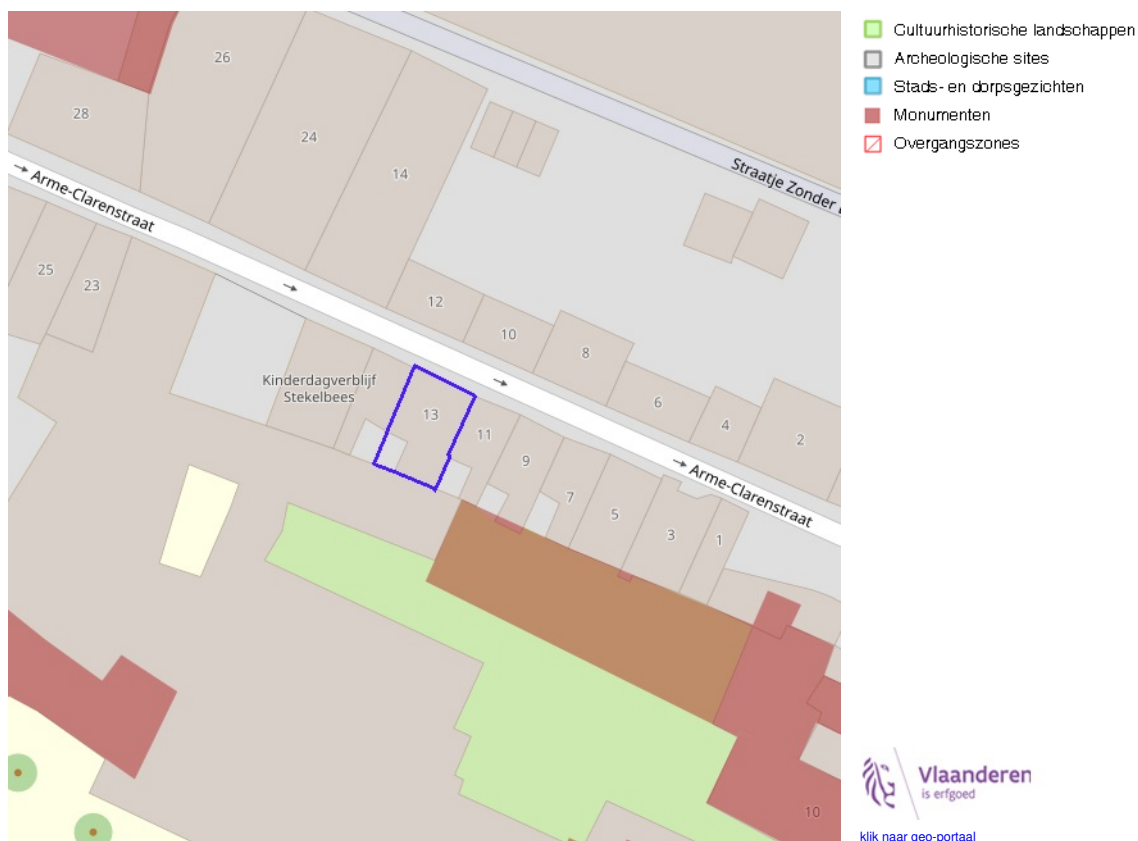 26
28
24
14
Straatje Zonder
Arme-Clarenstraat
25
23
12
10
8
6
4
2
Kinderdagverblijf
Stekelbees
13
11
9
7
5
3
1
Arme-Clarenstraat
10
Cultuurhistorische landschappen
Archeologische sites
Stads- en dorpsgezichten
Monumenten
Overgangszones
Vlaanderen
is erfgoed
klik naar geo-portaal